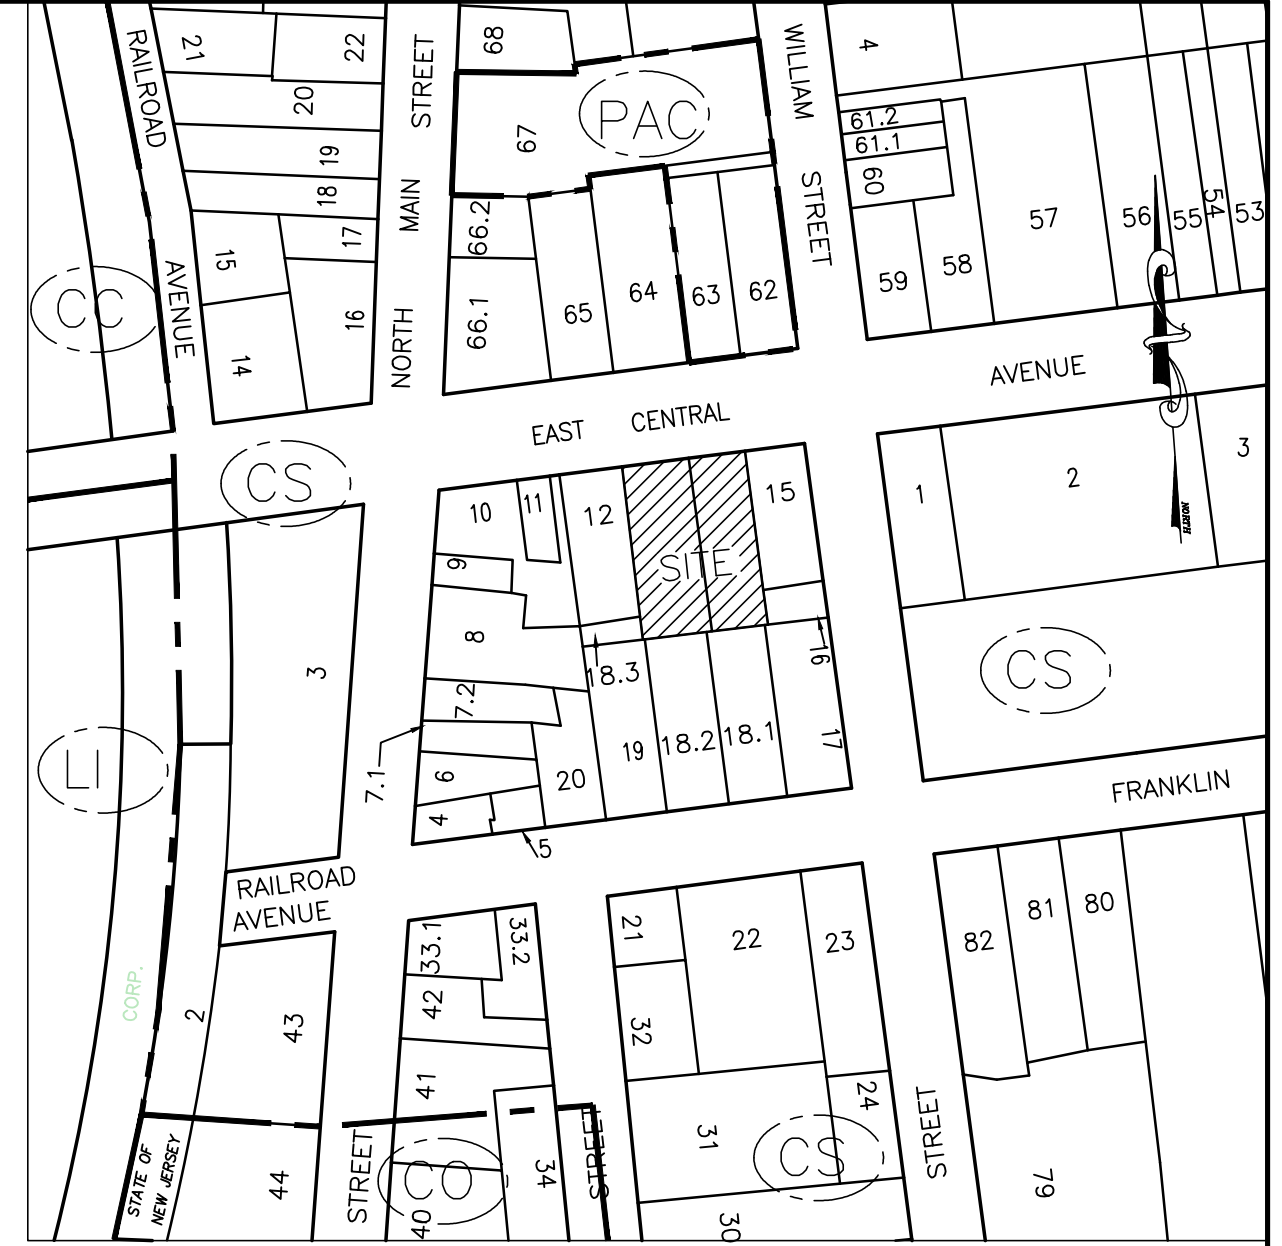 RAILROAD
AVENUE
21
22
20
19
18
17
15
16
14
NORTH MAIN STREET
68
67
PAC
66.2
66.1
65
64
63
62
WILLIAM
STREET
4
61.2
61.1
60
59
58
57
56
55
54
53
CC
EAST CENTRAL AVENUE
CS
NORTH
10
11
12
SITE
15
1
2
3
9
8
3
7.2
18.3
16
CS
LI
7.1
6
20
19
18.2
18.1
17
4
5
FRANKLIN
RAILROAD
AVENUE
33.1
33.2
21
22
23
82
81
80
CORP.
2
43
42
32
41
31
24
CS
STATE OF
NEW JERSEY
44
STREET
CO
40
34
STREET
30
STREET
79